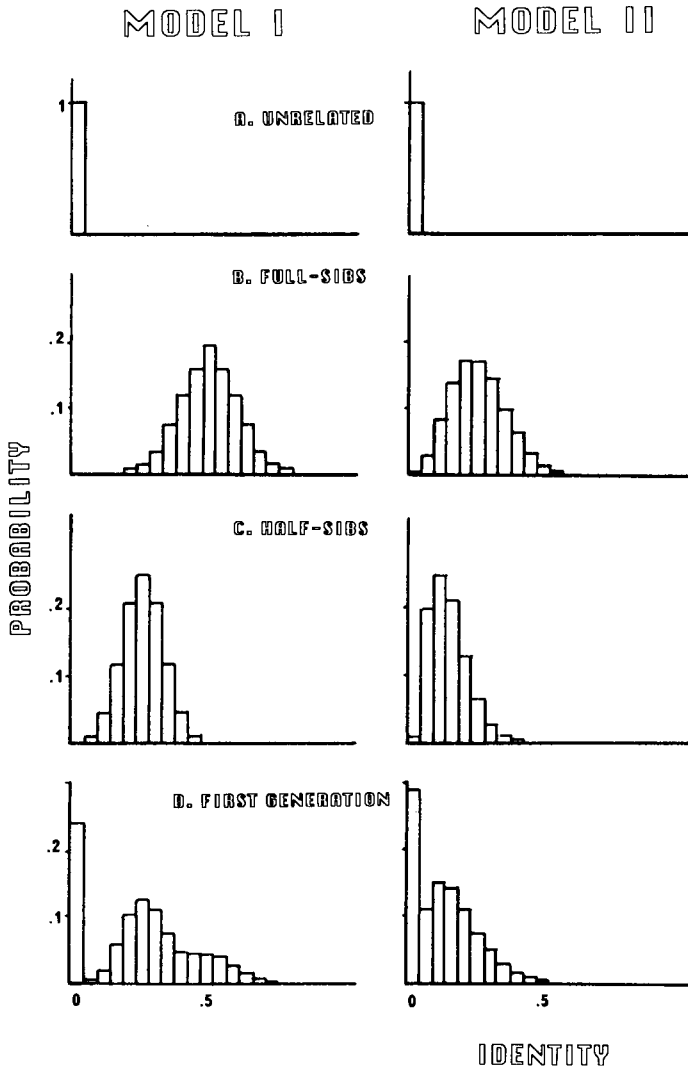 MODEL I
MODEL II
1
A. UNRELATED
B. FULL-SIBS
.2
.1
C. HALF-SIBS
.2
.1
D. FIRST GENERATION
.2
.1
0
.5
0
.5
PROBABILITY
IDENTITY